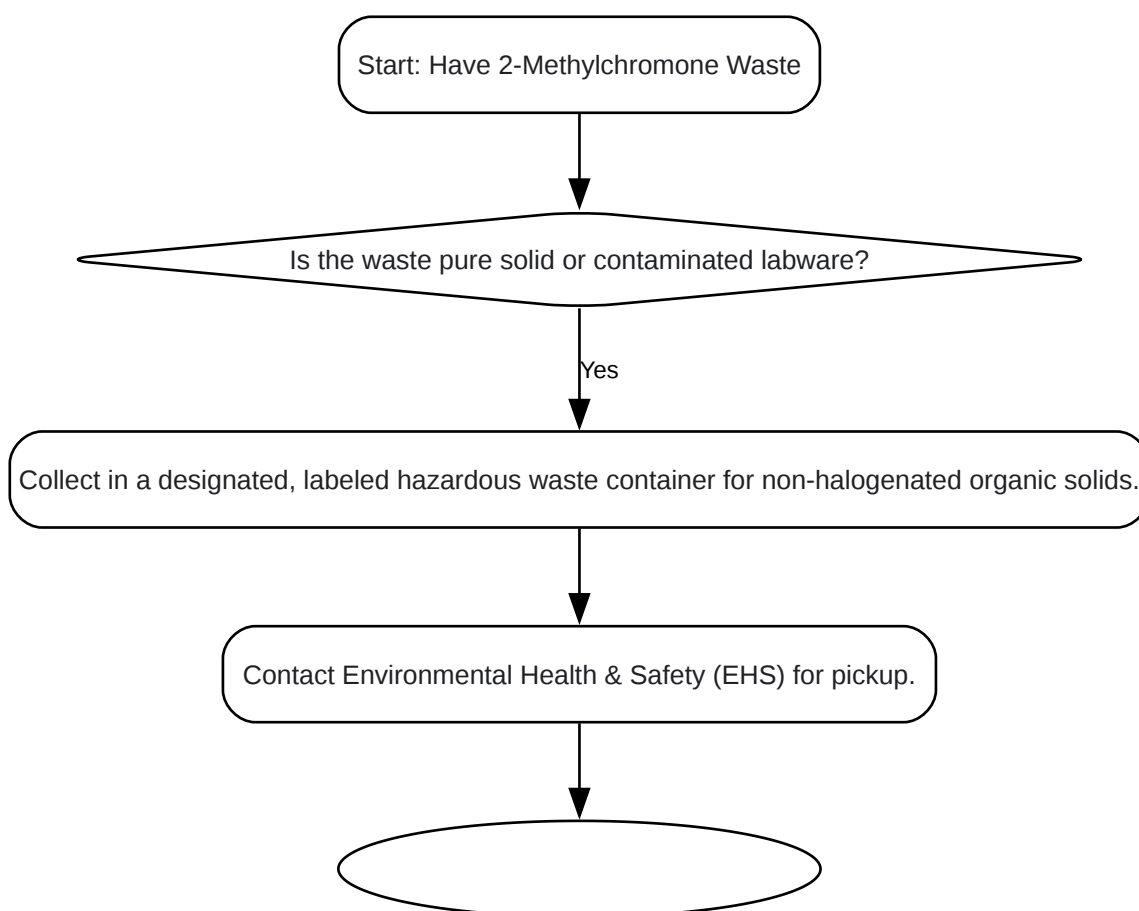 Start: Have 2-Methylchromone Waste
Is the waste pure solid or contaminated labware?
Yes
Collect in a designated, labeled hazardous waste container for non-halogenated organic solids.
Contact Environmental Health & Safety (EHS) for pickup.